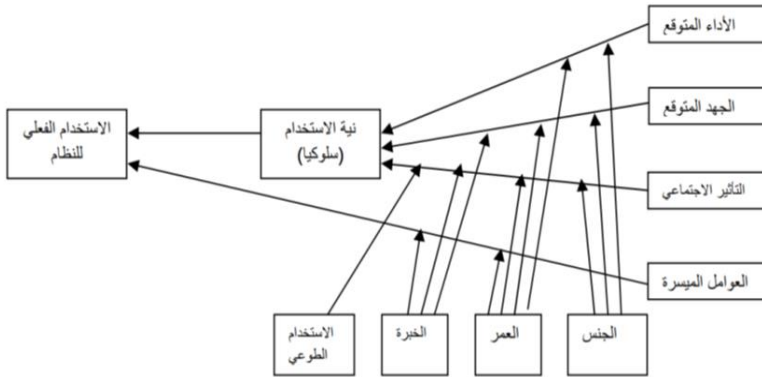 الأداء المتوقع
الجهد المتوقع
نية الاستخدام
(سلوكيا)
الاستخدام الفعلي
للنظام
التأثير الاجتماعي
العوامل الميسرة
الجنس
العمر
الخبرة
الاستخدام
الطوعي